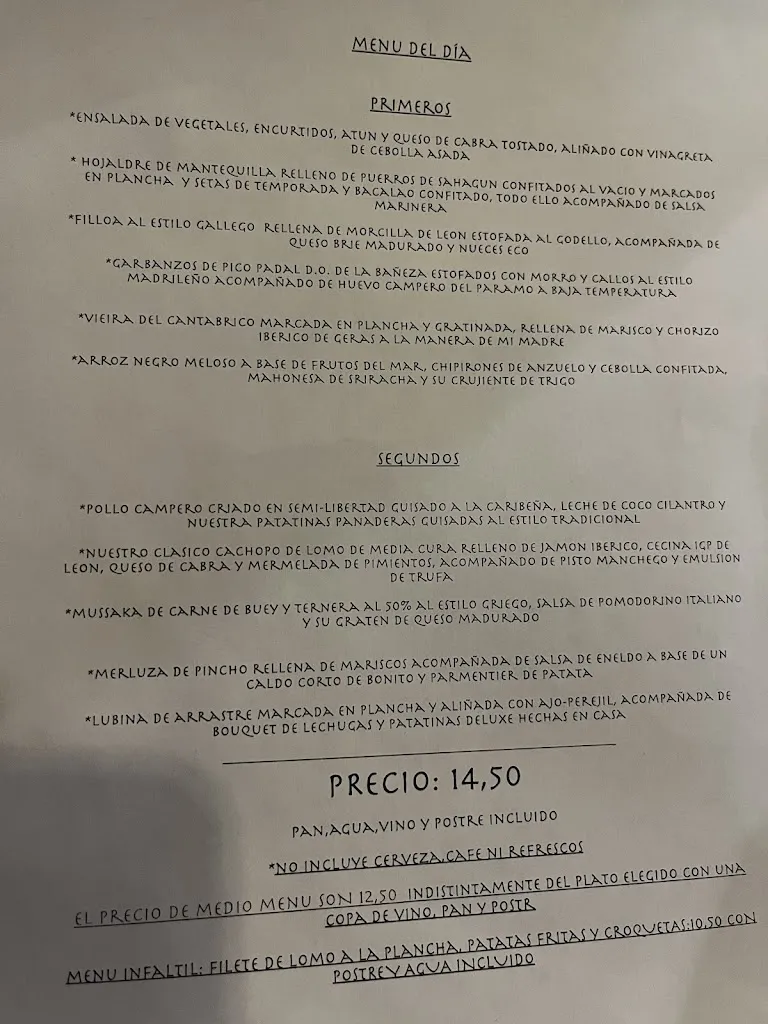 MENU DEL DÍA
PRIMEROS
*ENSALADA DE VEGETALES, ENCURTIDOS, ATUN Y QUESO DE CABRA TOSTADO, ALIÑADO CON VINAGRETA
DE CEBOLLA ASADA
* HOJALDRE DE MANTEQUILLA RELLENO DE PUERROS DE SAHAGUN CONFITADOS AL VACIO Y MARCADOS
EN PLANCHA Y SETAS DE TEMPORADA Y BACALAO CONFITADO, TODO ELLO ACOMPAÑADO DE SALSA
MARINERA
*FILLOA AL ESTILO GALLEGO RELLENA DE MORCILLA DE LEON ESTOFADA AL GODELLO, ACOMPAÑADA DE
QUESO BRIE MADURADO Y NUECES ECO
*GARBANZOS DE PICO PADAL D.O. DE LA BAÑEZA ESTOFADOS CON MORRO Y CALLOS AL ESTILO
MADRILEÑO ACOMPAÑADO DE HUEVO CAMPERO DEL PARAMO A BAJA TEMPERATURA
*VIEIRA DEL CANTABRICO MARCADA EN PLANCHA Y GRATINADA, RELLENA DE MARISCO Y CHORIZO
IBERICO DE GERAS A LA MANERA DE MI MADRE
*ARROZ NEGRO MELOSO A BASE DE FRUTOS DEL MAR, CHIPIRONES DE ANZUELO Y CEBOLLA CONFITADA,
MAHONESA DE SRIRACHA Y SU CRUJIENTE DE TRIGO
SEGUNDOS
*POLLO CAMPERO CRIADO EN SEMI-LIBERTAD GUISADO A LA CARIBEÑA, LECHE DE COCO CILANTRO Y
NUESTRA PATATINAS PANADERAS GUISADAS AL ESTILO TRADICIONAL
*NUESTRO CLASICO CACHOPO DE LOMO DE MEDIA CURA RELLENO DE JAMON IBERICO, CECINA IGP DE
LEON, QUESO DE CABRA Y MERMELADA DE PIMIENTOS, ACOMPAÑADO DE PISTO MANCHEGO Y EMULSION
DE TRUFA
*MUSSAKA DE CARNE DE BUEY Y TERNERA AL 50% AL ESTILO GRIEGO, SALSA DE POMODORINO ITALIANO
Y SU GRATEN DE QUESO MADURADO
*MERLUZA DE PINCHO RELLENA DE MARISCOS ACOMPAÑADA DE SALSA DE ENELDO A BASE DE UN
CALDO CORTO DE BONITO Y PARMENTIER DE PATATA
*LUBINA DE ARRASTRE MARCADA EN PLANCHA Y ALIÑADA CON AJO-PEREJIL, ACOMPAÑADA DE
BOUQUET DE LECHUGAS Y PATATINAS DELUXE HECHAS EN CASA
PRECIO: 14,50
PAN,AGUA,VINO Y POSTRE INCLUIDO
*NO INCLUYE CERVEZA,CAFE NI REFRESCOS
EL PRECIO DE MEDIO MENU SON 12,50 INDISTINTAMENTE DEL PLATO ELEGIDO CON UNA
COPA DE VINO, PAN Y POSTR
MENU INFALTIL: FILETE DE LOMO A LA PLANCHA, PATATAS FRITAS Y CROQUETAS:10,50 CON
POSTRE Y AGUA INCLUIDO